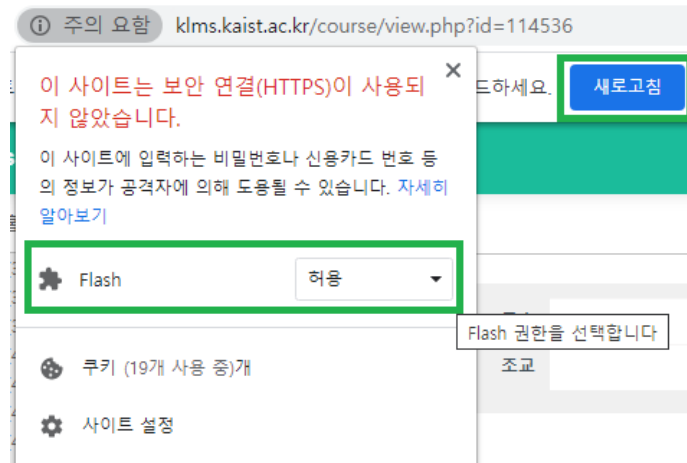 주의 요함 klms.kaist.ac.kr/course/view.php?id=114536
드하세요. 새로고침
이 사이트는 보안 연결(HTTPS)이 사용되
지 않았습니다.
이 사이트에 입력하는 비밀번호나 신용카드 번호 등
의 정보가 공격자에 의해 도용될 수 있습니다. 자세히
알아보기
Flash 허용
Flash 권한을 선택합니다
쿠키 (19개 사용 중)개
조교
사이트 설정